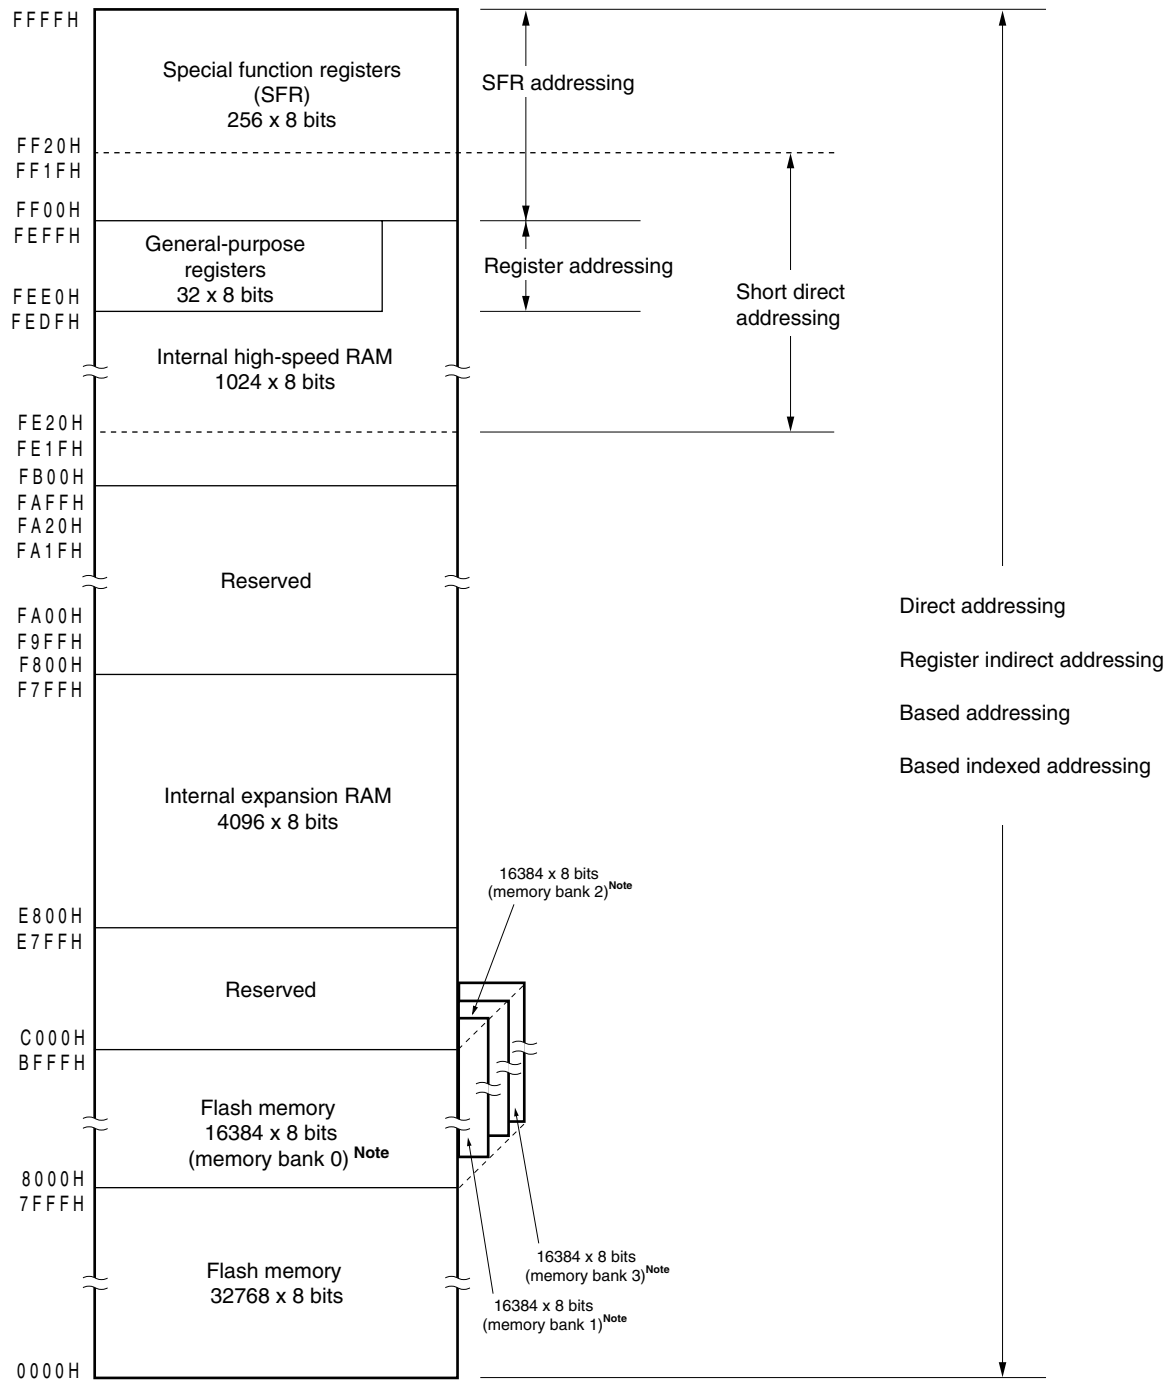 FFFFH
Special function registers
(SFR)
256 x 8 bits
SFR addressing
FF20H
FF1FH
FF00H
FEFFH
General-purpose
registers
32 x 8 bits
Register addressing
Short direct
addressing
FEE0H
FEDFH
Internal high-speed RAM
1024 x 8 bits
FE20H
FE1FH
FB00H
FAFFH
FA20H
FA1FH
Reserved
FA00H
F9FFH
F800H
F7FFH
Direct addressing
Register indirect addressing
Based addressing
Based indexed addressing
Internal expansion RAM
4096 x 8 bits
16384 x 8 bits
(memory bank 2)Note
E800H
E7FFH
Reserved
C000H
BFFFH
Flash memory
16384 x 8 bits
(memory bank 0) Note
8000H
7FFFH
16384 x 8 bits
(memory bank 3)Note
16384 x 8 bits
(memory bank 1)Note
Flash memory
32768 x 8 bits
0000H